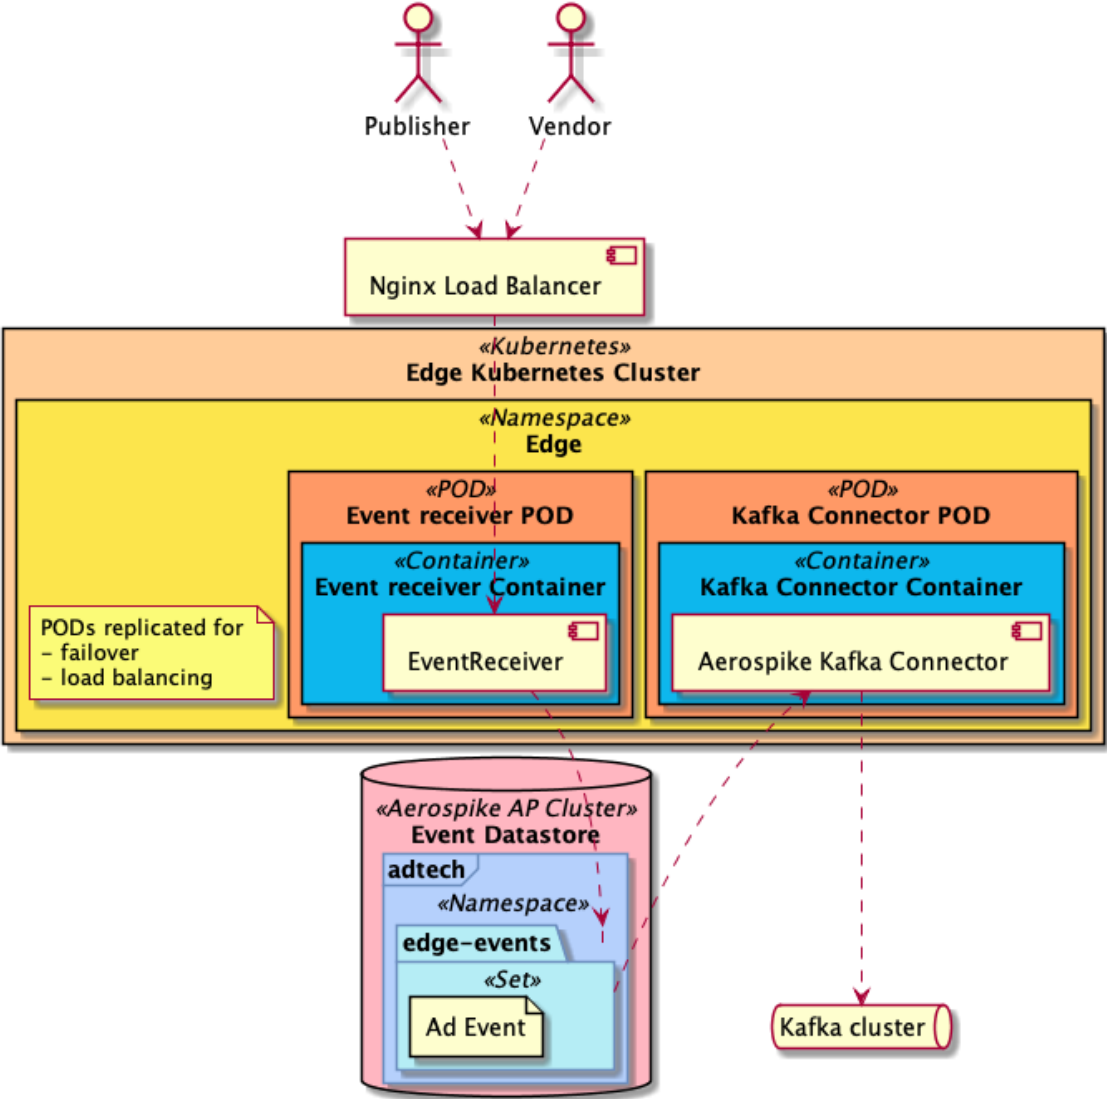 Publisher
Vendor
Nginx Load Balancer
«Kubernetes»
Edge Kubernetes Cluster
«Namespace»
Edge
«POD»
Event receiver POD
«Container»
Event receiver Container
EventReceiver
«POD»
Kafka Connector POD
«Container»
Kafka Connector Container
Aerospike Kafka Connector
PODs replicated for
- failover
- load balancing
«Aerospike AP Cluster»
Event Datastore
adtech
«Namespace»
edge-events
«Set»
Ad Event
Kafka cluster